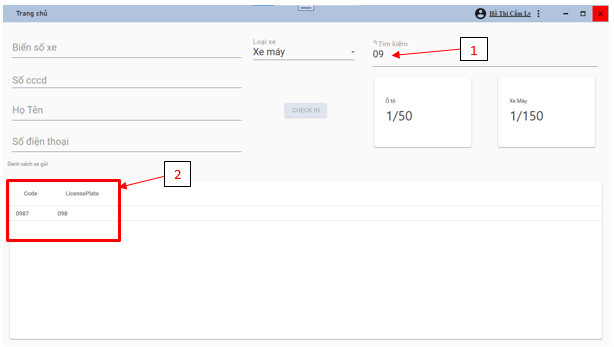 Trang chủ
Hồ Thị Cẩm Ly
Biển số xe
Loại xe
Xe máy
Tìm kiếm
09
1
Số cccd
Ô tô
1/50
Xe Máy
1/150
Họ Tên
CHECK IN
Số điện thoại
Danh sách xe gửi
2
Code LicensePlate
0987 098